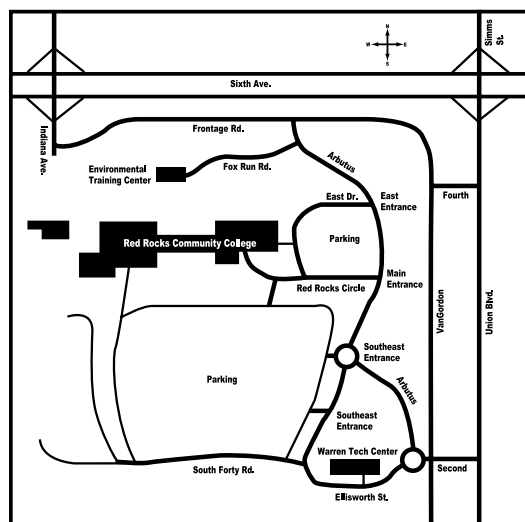 N
W E
S
Simms
St.
Sixth Ave.
Indiana Ave.
Frontage Rd.
Arbutus
Environmental
Training Center
Fox Run Rd.
East Dr.
East
Entrance
Fourth
Red Rocks Community College
Parking
Main
Entrance
Red Rocks Circle
VanGordon
Union Blvd.
Southeast
Entrance
Parking
Arbutus
Southeast
Entrance
Warren Tech Center
South Forty Rd.
Second
Ellisworth St.